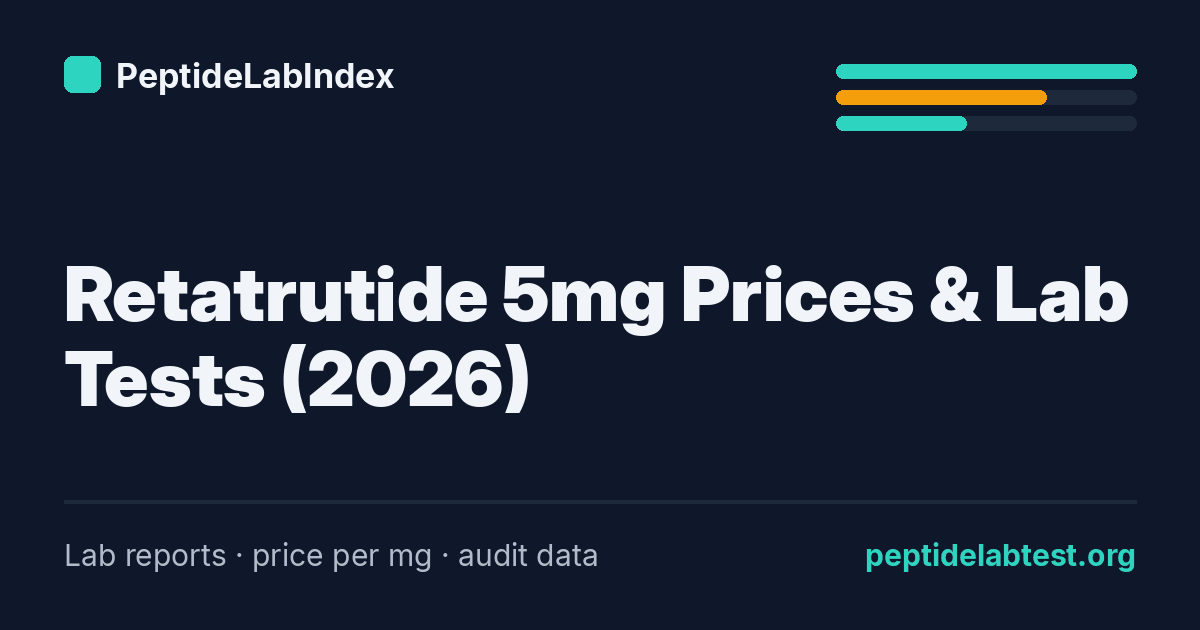 PeptideLabIndex
Retatrutide 5mg Prices & Lab
Tests (2026)
Lab reports · price per mg · audit data
peptidelabtest.org